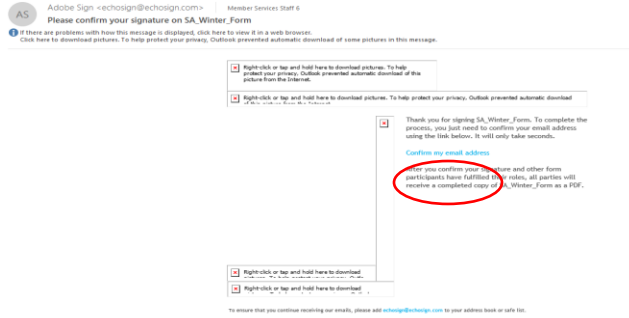 AS
Adobe Sign <echosign@echosign.com> Member Services Staff 6
Please confirm your signature on SA_Winter_Form
If there are problems with how this message is displayed, click here to view it in a web browser.
Click here to download pictures. To help protect your privacy, Outlook prevented automatic download of some pictures in this message.
Right-click or tap and hold here to download pictures. To help
protect your privacy, Outlook prevented automatic download of this
picture from the Internet.
Right-click or tap and hold here to download pictures. To help protect your privacy, Outlook prevented automatic download
of this picture from the Internet.
Thank you for signing SA_Winter_Form. To complete the
process, you just need to confirm your email address
using the link below. It will only take seconds.
Confirm my email address
After you confirm your signature and other form
participants have fulfilled their roles, all parties will
receive a completed copy of SA_Winter_Form as a PDF.
Right-click or tap and hold here to download
Right-click or tap and hold here to download
To ensure that you continue receiving our emails, please add echosign@echosign.com to your address book or safe list.